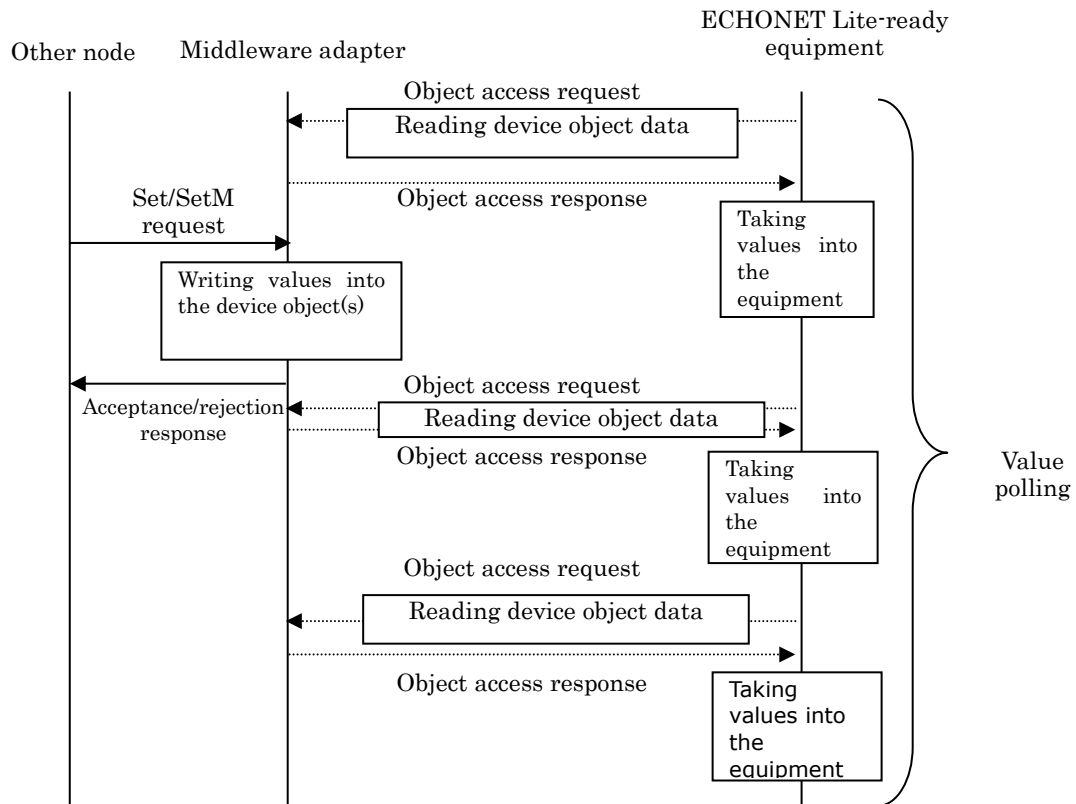 ECHONET Lite-ready
equipment
Other node
Middleware adapter
Object access request
Reading device object data
Object access response
Set/SetM
request
Taking
values into
the
equipment
Writing values into
the device object(s)
Object access request
Acceptance/rejection
response
Reading device object data
Object access response
Taking
values into
the
equipment
Value
polling
Object access request
Reading device object data
Object access response
Taking
values into
the
equipment